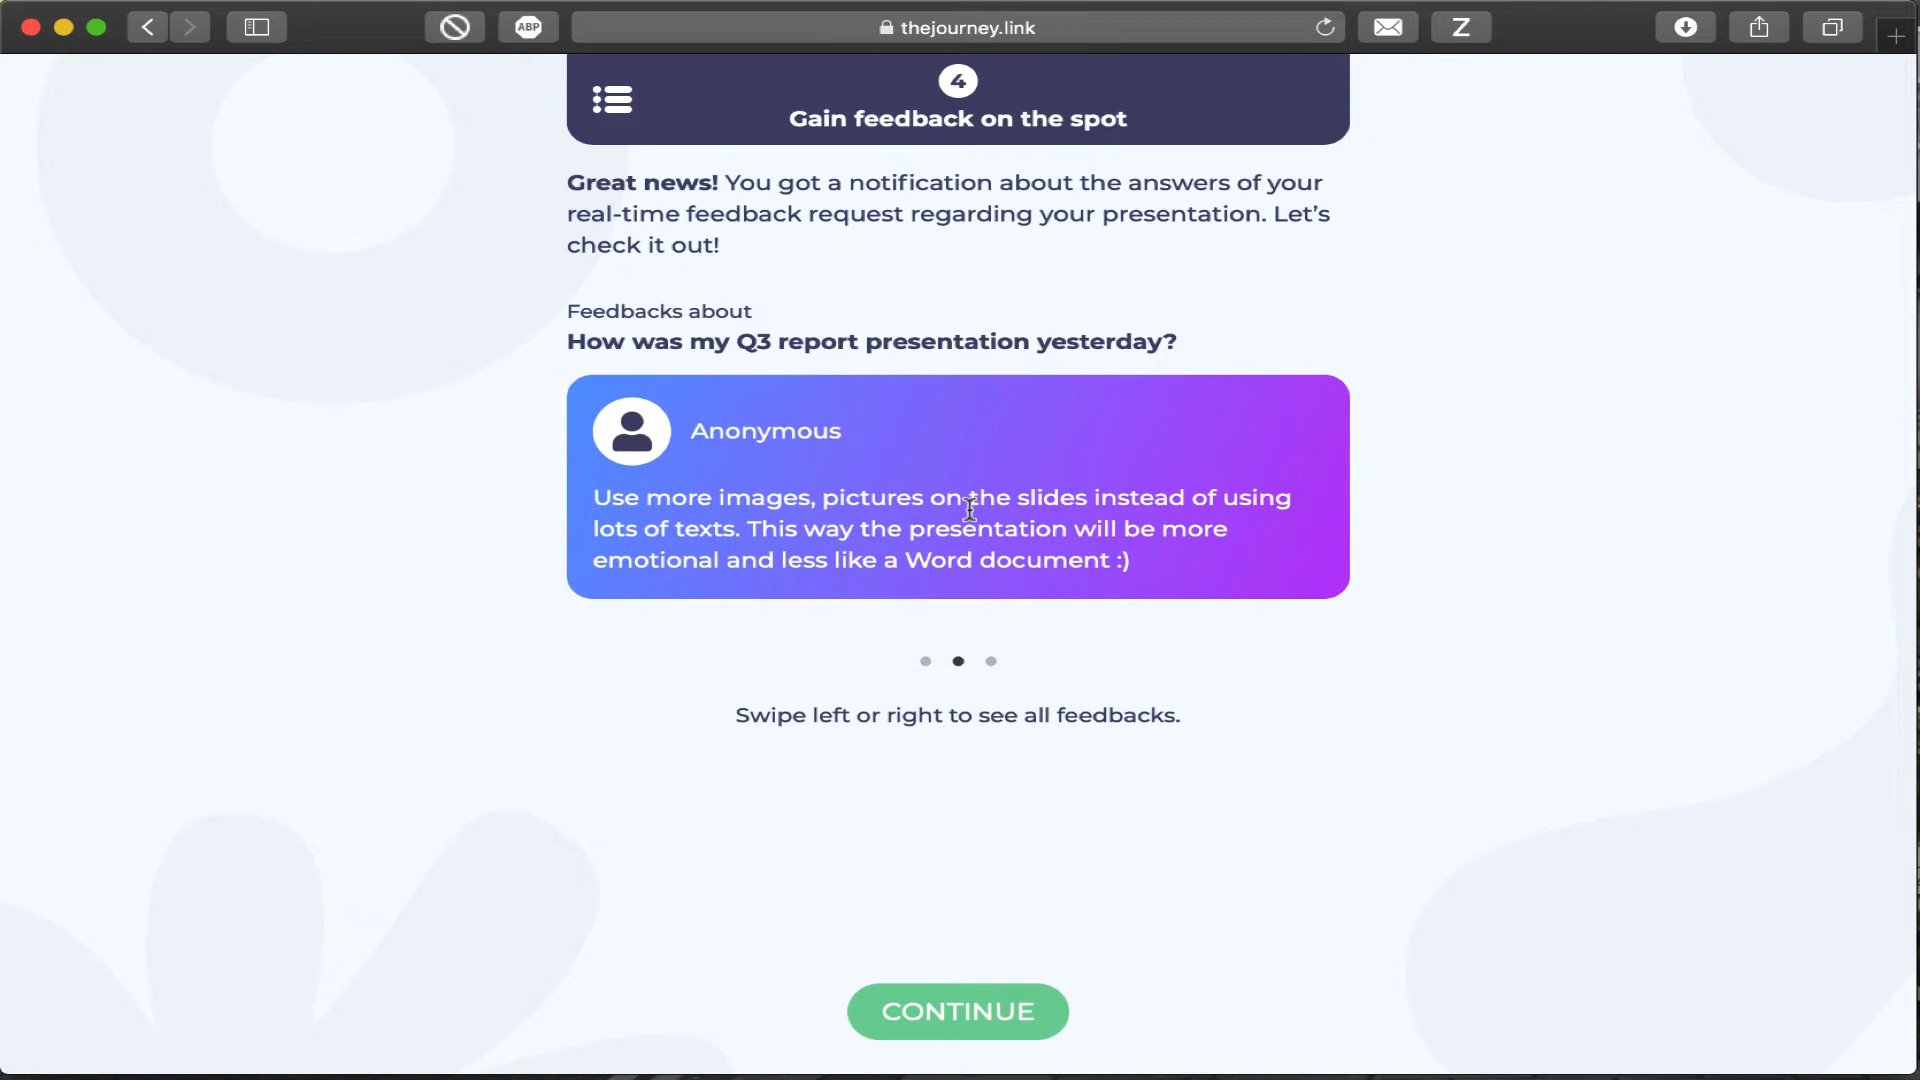 ABP
thejourney.link
Z
4
Gain feedback on the spot
Great news! You got a notification about the answers of your
real-time feedback request regarding your presentation. Let’s
check it out!
Feedbacks about
How was my Q3 report presentation yesterday?
Anonymous
Use more images, pictures on the slides instead of using
lots of texts. This way the presentation will be more
emotional and less like a Word document :)
Swipe left or right to see all feedbacks.
CONTINUE